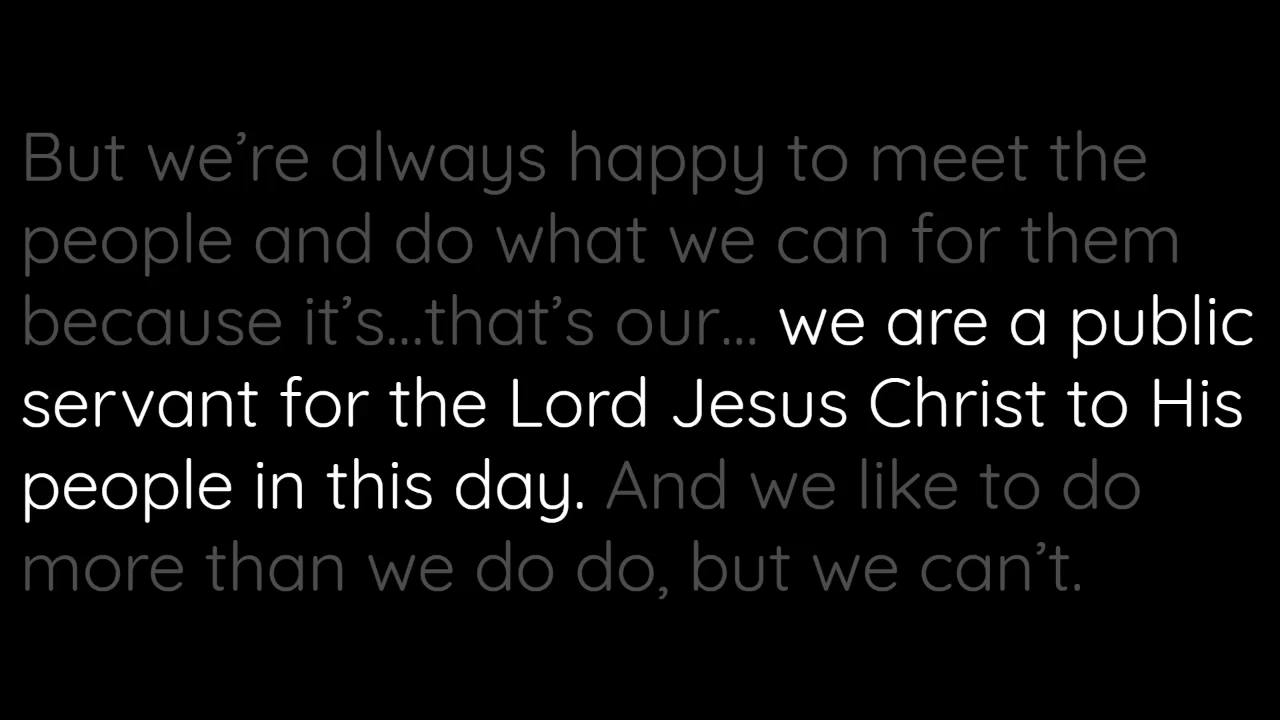 But we’re always happy to meet the
people and do what we can for them
because it’s...that’s our... we are a public
servant for the Lord Jesus Christ to His
people in this day. And we like to do
more than we do do, but we can’t.